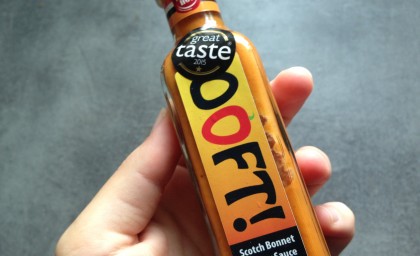 great
taste
2015
OOFT!
Scotch Bonnet
Sauce